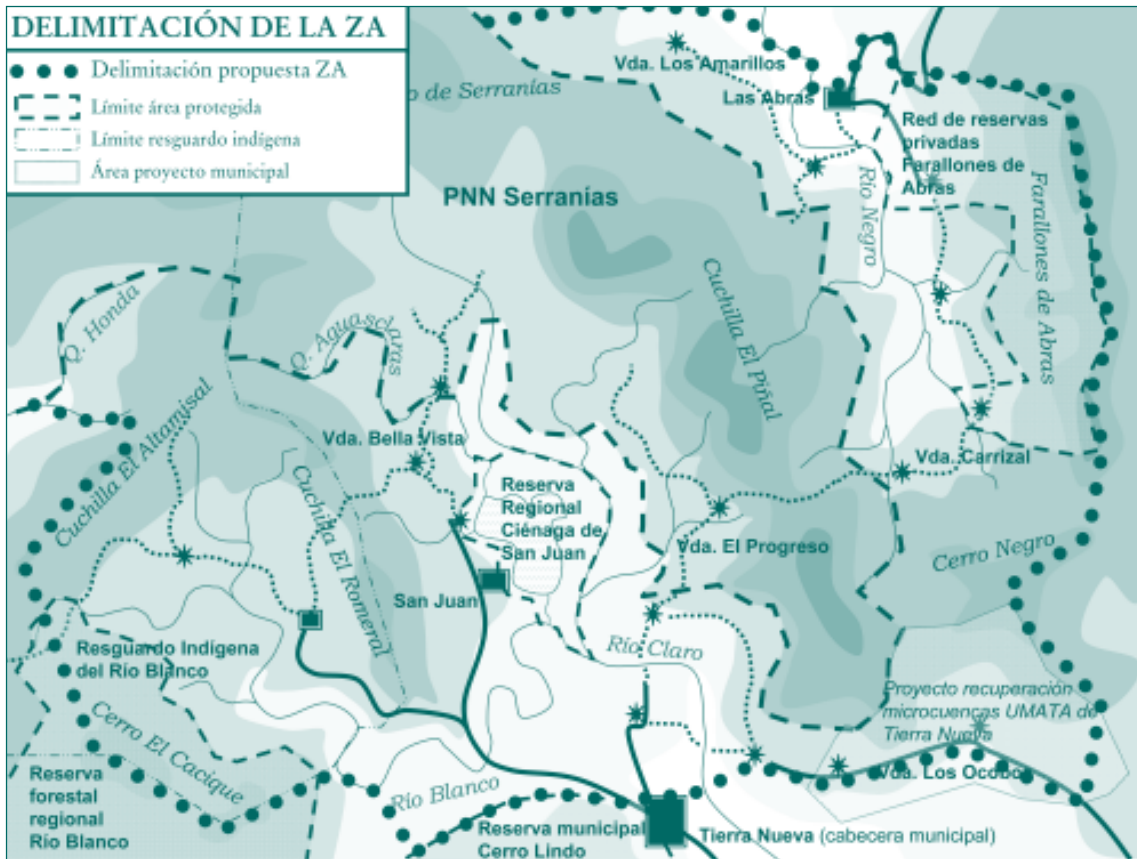 DELIMITACIÓN DE LA ZA
Delimitación propuesta ZA
Límite área protegida
Límite resguardo indígena
Área proyecto municipal
Vda. Los Amarillos
o de Serranías
Las Abras
Red de reservas
privadas
Farallones de
Abras
PNN Serranías
Río Negro
Farallones de Abras
Cuchilla El Piñal
Q. Honda
Q. Aguasclaras
Cuchilla El Altamisal
Vda. Bella Vista
Cuchilla El Romeral
Vda. Carrizal
Reserva
Regional
Ciénaga de
San Juan
Vda. El Progreso
Cerro Negro
San Juan
Resguardo Indígena
del Río Blanco
Río Claro
Proyecto recuperación
microcuencas UMATA de
Tierra Nueva
Cerro El Cacique
Vda. Los Ocobos
Reserva
forestal
regional
Río Blanco
Río Blanco
Reserva municipal
Cerro Lindo
Tierra Nueva (cabecera municipal)